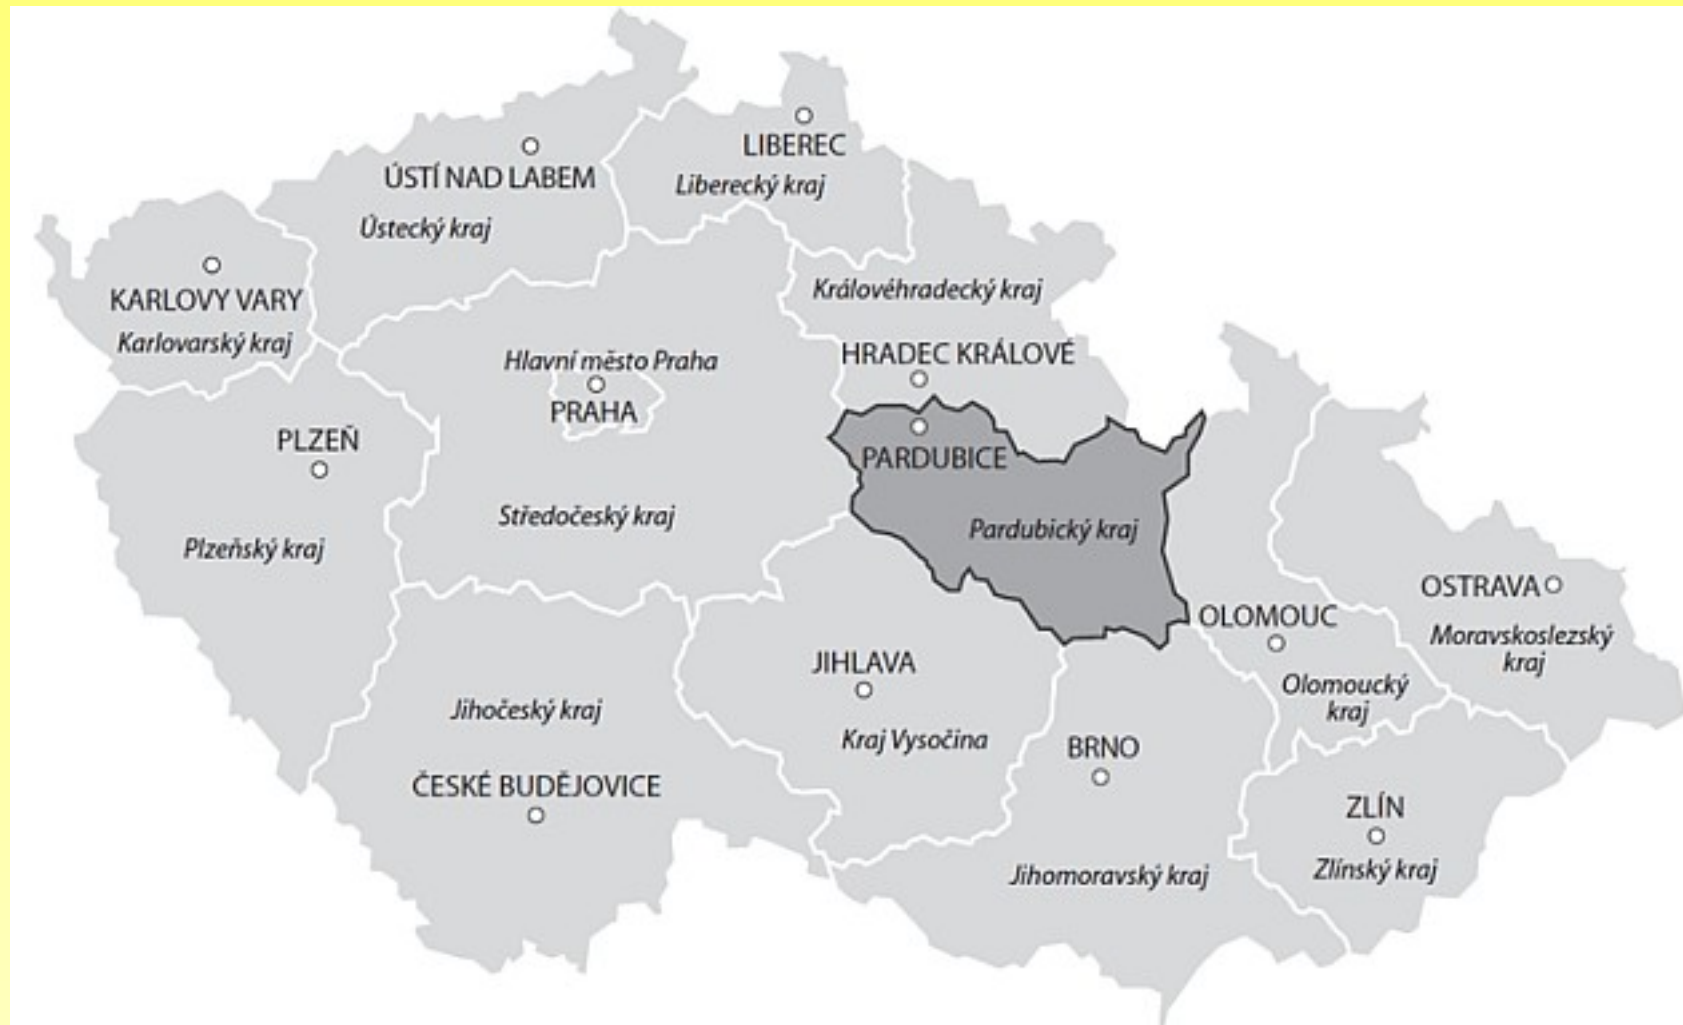 LIBEREC
Liberecký kraj
ÚSTÍ NAD LABEM
Ústecký kraj
KARLOVY VARY
Karlovarský kraj
Královéhradecký kraj
HRADEC KRÁLOVÉ
Hlavní město Praha
PRAHA
Středočeský kraj
PLZEŇ
Plzeňský kraj
PARDUBICE
Pardubický kraj
OSTRAVA
Moravskoslezský
kraj
OLOMOUC
Olomoucký
kraj
JIHLAVA
Kraj Vysočina
Jihočeský kraj
ČESKÉ BUDĚJOVICE
BRNO
Jihomoravský kraj
ZLÍN
Zlínský kraj